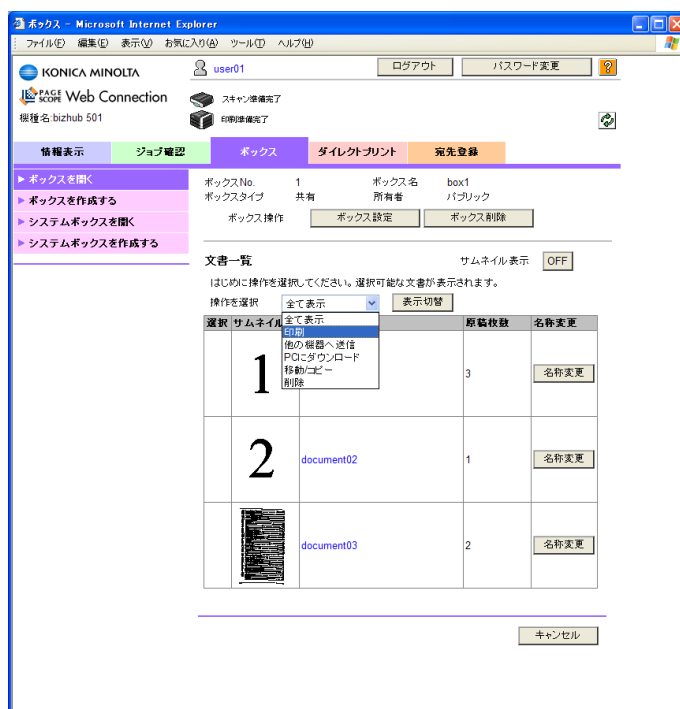 ボックス - Microsoft Internet Explorer
ファイル(F) 編集(E) 表示(V) お気に入り(A) ツール(T) ヘルプ(H)
KONICA MINOLTA
user01 ログアウト パスワード変更 ?
PAGE SCOPE Web Connection
スキャン準備完了
機種名:bizhub 501
印刷準備完了
情報表示 ジョブ確認 ボックス ダイレクトプリント 宛先登録
ボックスを開く
ボックスを作成する
システムボックスを開く
システムボックスを作成する
ボックスNo. 1 ボックス名 box1
ボックスタイプ 共有 所有者 パブリック
ボックス操作 ボックス設定 ボックス削除
文書一覧 サムネイル表示 OFF
はじめに操作を選択してください。選択可能な文書が表示されます。
操作を選択 全て表示 表示切替
全て表示
印刷
他の機器へ送信
PCにダウンロード
移動/コピー
削除
選択 サムネイル 原稿枚数 名称変更
1 3 名称変更
2 document02 1 名称変更
document03 2 名称変更
キャンセル